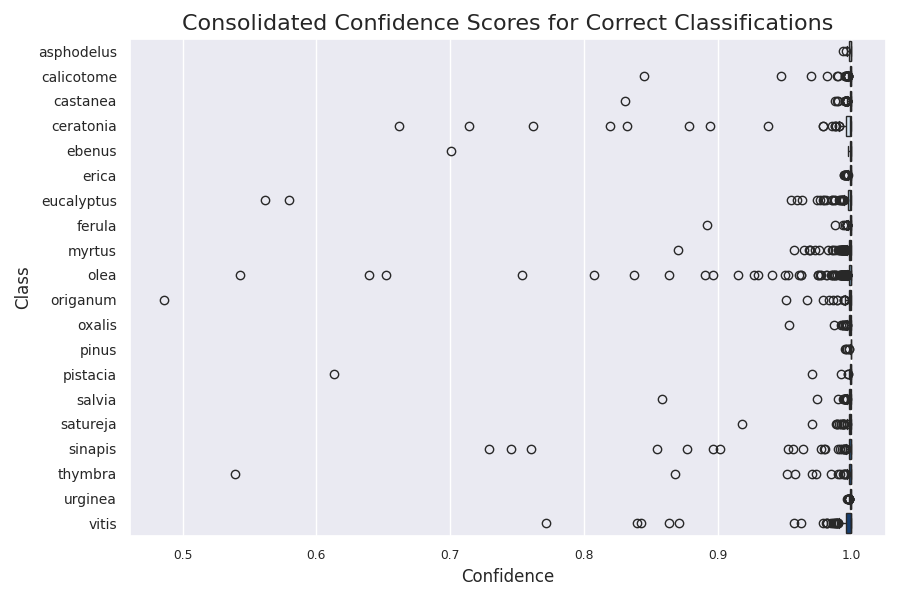 Consolidated Confidence Scores for Correct Classifications
asphodelus
calicotome
castanea
ceratonia
ebenus
erica
eucalyptus
ferula
myrtus
olea
origanum
oxalis
pinus
pistacia
salvia
satureja
sinapis
thymbra
urginea
vitis
Class
0.5 0.6 0.7 0.8 0.9 1.0
Confidence